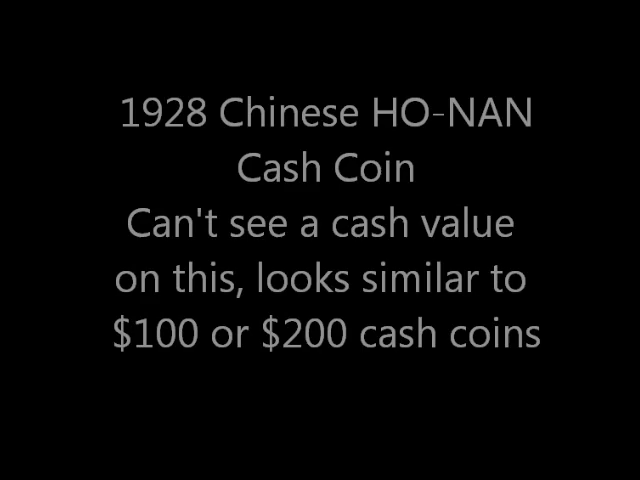 1928 Chinese HO-NAN
Cash Coin
Can't see a cash value
on this, looks similar to
$100 or $200 cash coins